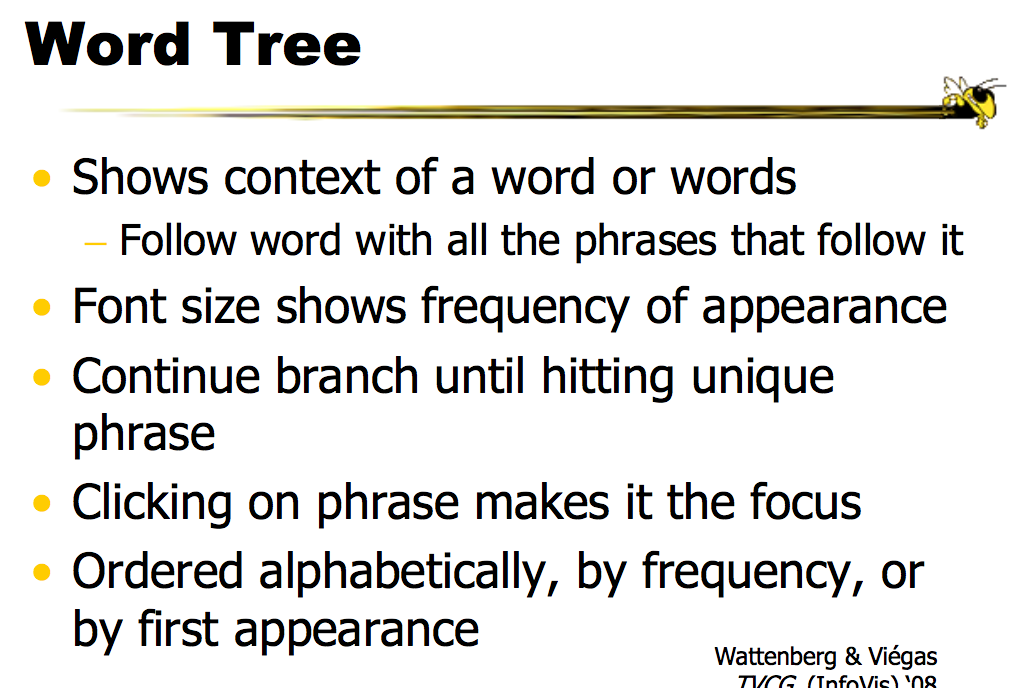 Word Tree
• Shows context of a word or words
– Follow word with all the phrases that follow it
• Font size shows frequency of appearance
• Continue branch until hitting unique
phrase
• Clicking on phrase makes it the focus
• Ordered alphabetically, by frequency, or
by first appearance
Wattenberg & Viégas
TVCG, (InfoVis) ‘08